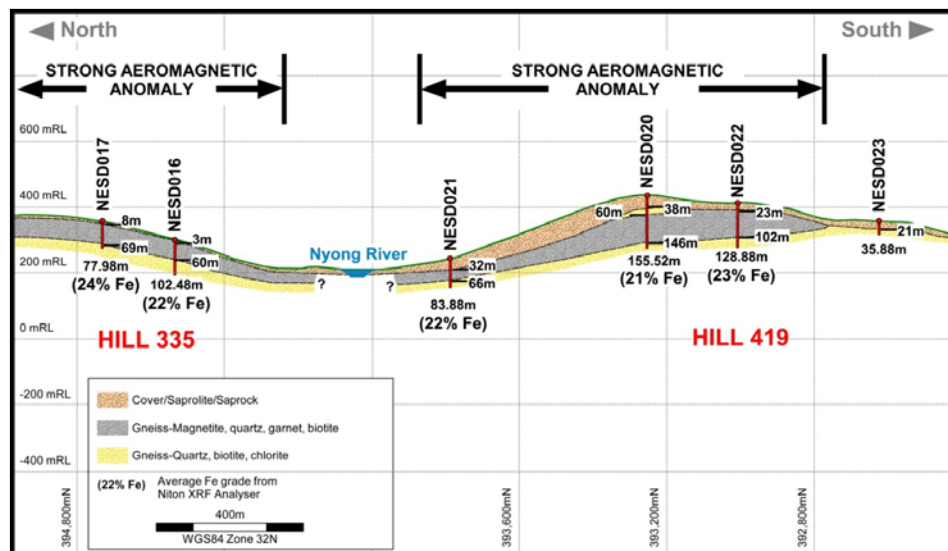 North
South
STRONG AEROMAGNETIC
ANOMALY
STRONG AEROMAGNETIC
ANOMALY
600 mRL
400 mRL
200 mRL
0 mRL
-200 mRL
-400 mRL
NESD017
8m
69m
77.98m
(24% Fe)
NESD016
3m
60m
102.48m
(22% Fe)
Nyong River
?
?
NESD021
32m
66m
83.88m
(22% Fe)
NESD020
60m
38m
146m
155.52m
(21% Fe)
NESD022
23m
102m
128.88m
(23% Fe)
NESD023
21m
35.88m
HILL 335
HILL 419
Cover/Saprolite/Saprock
Gneiss-Magnetite, quartz, garnet, biotite
Gneiss-Quartz, biotite, chlorite
(22% Fe) Average Fe grade from
Niton XRF Analyser
400m
WGS84 Zone 32N
394,800mN
393,600mN
393,200mN
392,800mN